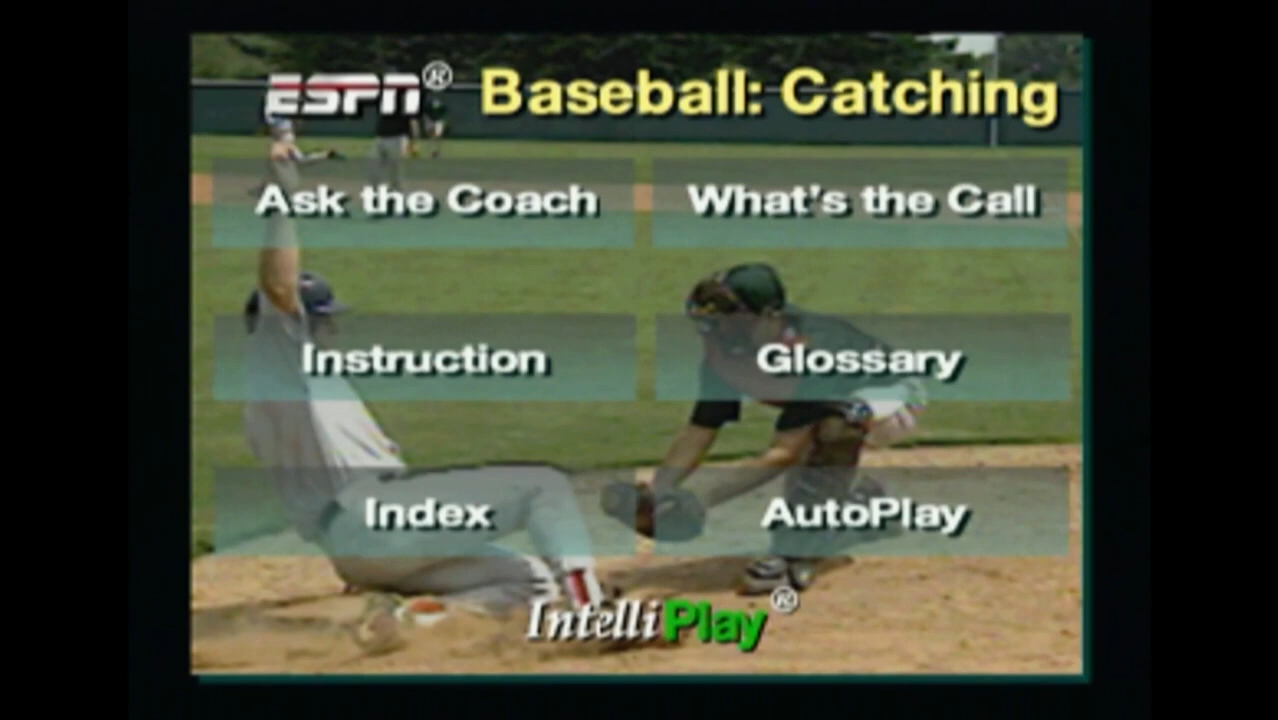 ESPN® Baseball: Catching
Ask the Coach
What's the Call
Instruction
Glossary
Index
AutoPlay
IntelliPlay®